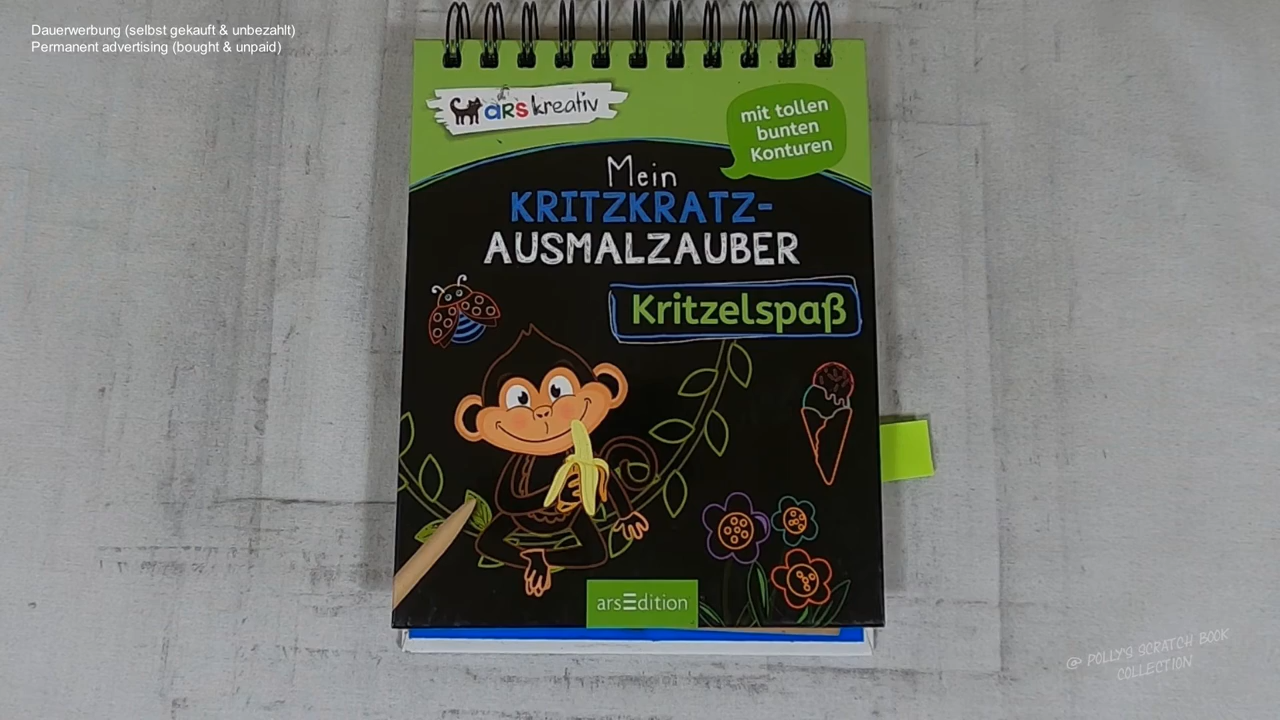 Dauerwerbung (selbst gekauft & unbezahlt)
Permanent advertising (bought & unpaid)
ars kreativ
mit tollen
bunten
Konturen
Mein
KRITZKRATZ-
AUSMALZAUBER
Kritzelspaß
arsEdition
@ POLLY'S SCRATCH BOOK
COLLECTION